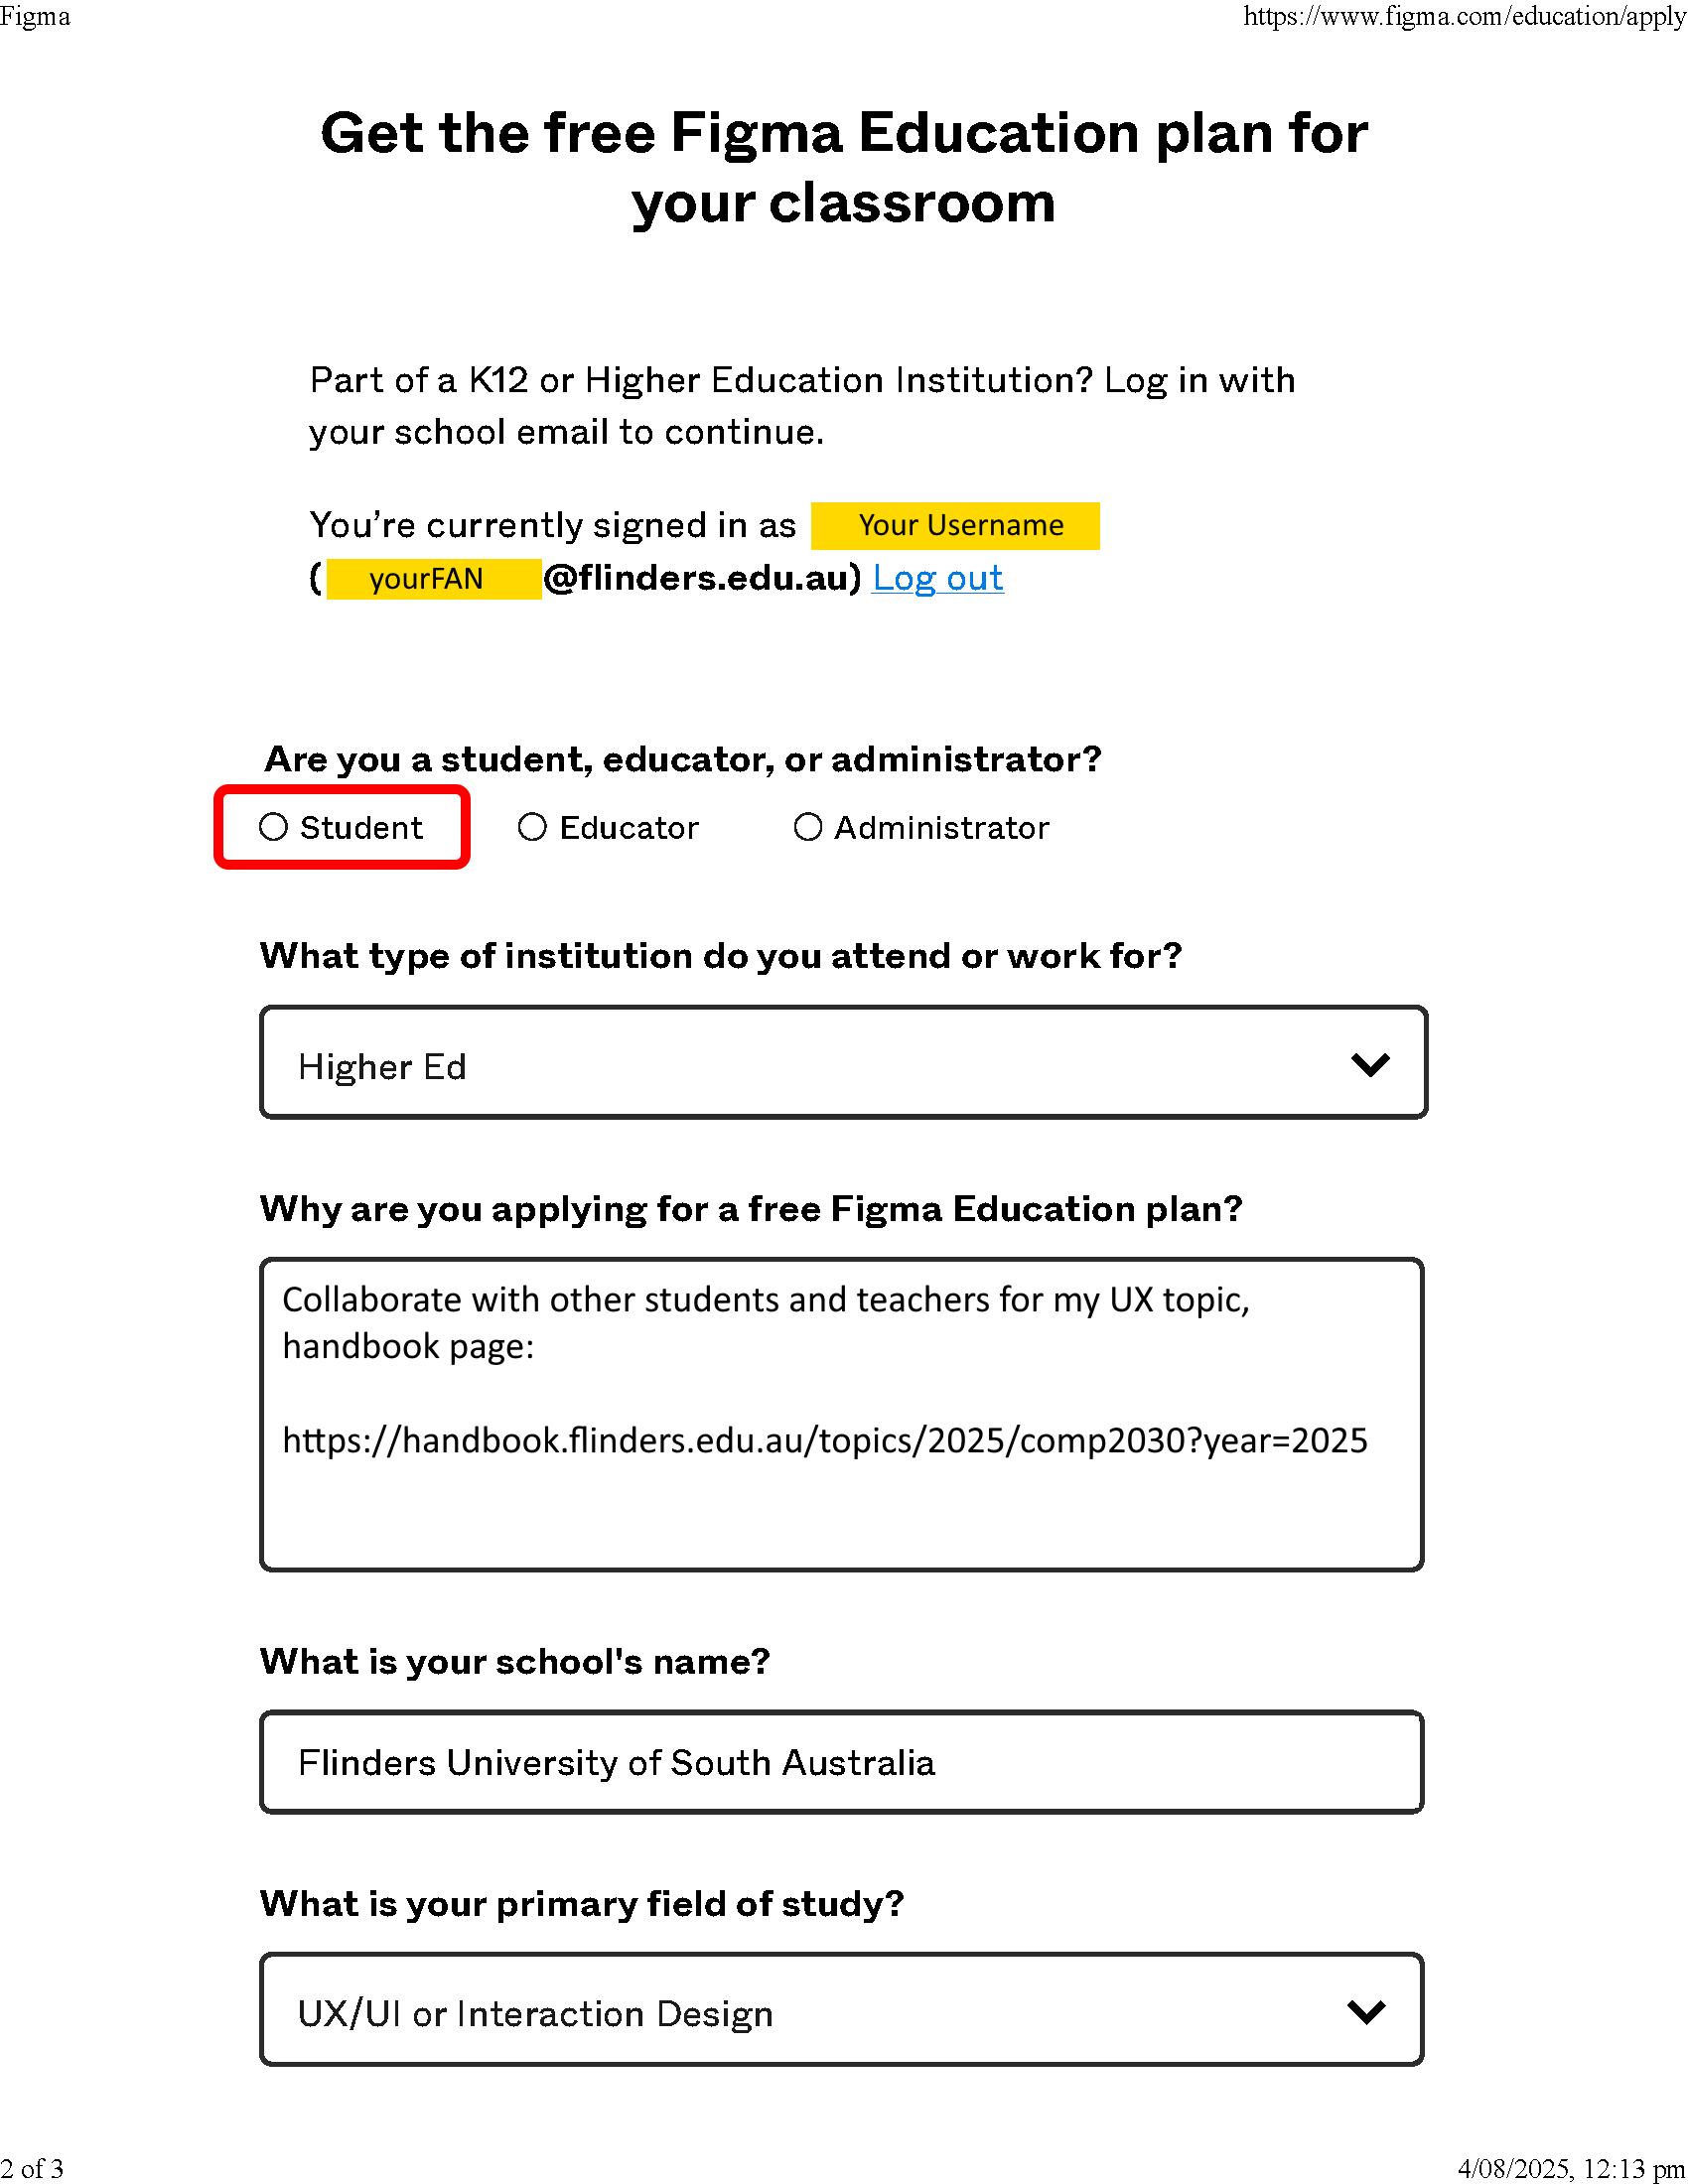 Figma https://www.figma.com/education/apply
Get the free Figma Education plan for
your classroom
Part of a K12 or Higher Education Institution? Log in with
your school email to continue.
You’re currently signed in as Your Username
( yourFAN @flinders.edu.au) Log out
Are you a student, educator, or administrator?
Student Educator Administrator
What type of institution do you attend or work for?
Higher Ed
Why are you applying for a free Figma Education plan?
Collaborate with other students and teachers for my UX topic,
handbook page:
https://handbook.flinders.edu.au/topics/2025/comp2030?year=2025
What is your school's name?
Flinders University of South Australia
What is your primary field of study?
UX/UI or Interaction Design
2 of 3 4/08/2025, 12:13 pm